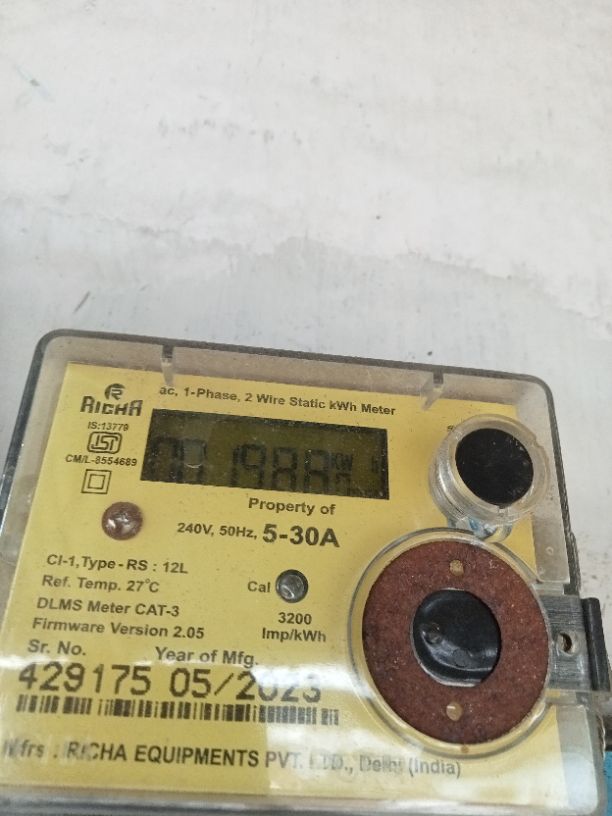 RICHA
ac, 1-Phase, 2 Wire Static kWh Meter
IS:13779
ISI
CM/L-8554689
Property of
240V, 50Hz, 5-30A
Cl-1,Type - RS : 12L
Ref. Temp. 27°C
Cal
DLMS Meter CAT-3
3200
Imp/kWh
Firmware Version 2.05
Sr. No.
Year of Mfg.
429175 05/2023
Mfrs : RICHA EQUIPMENTS PVT. LTD., Delhi (India)